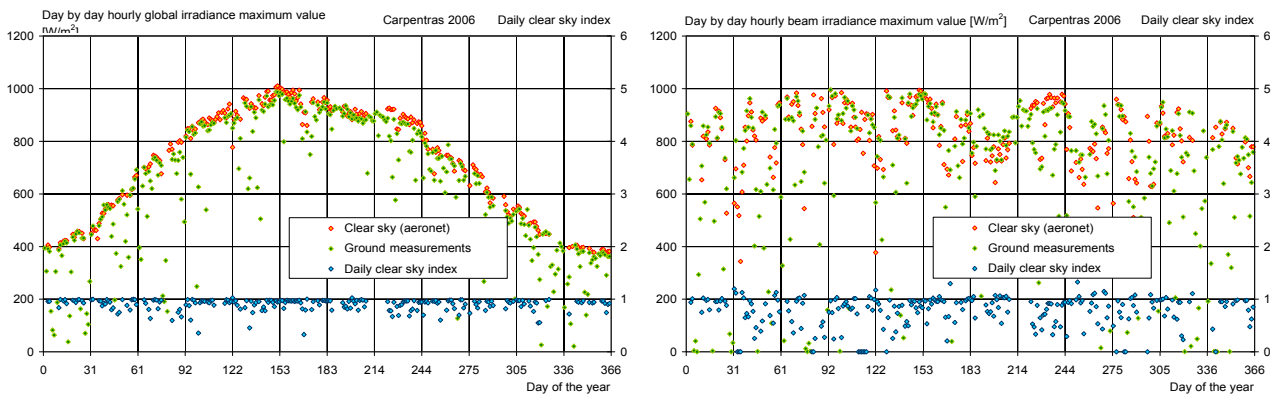 Day by day hourly global irradiance maximum value
[W/m²]
Carpentras 2006
Daily clear sky index
1200
1000
800
600
400
200
0
6
5
4
3
2
1
0
Clear sky (aeronet)
Ground measurements
Daily clear sky index
0 31 61 92 122 153 183 214 244 275 305 336 366
Day of the year
Day by day hourly beam irradiance maximum value [W/m²]
Carpentras 2006
Daily clear sky index
1200
1000
800
600
400
200
0
6
5
4
3
2
1
0
Clear sky (aeronet)
Ground measurements
Daily clear sky index
0 31 61 92 122 153 183 214 244 275 305 336 366
Day of the year